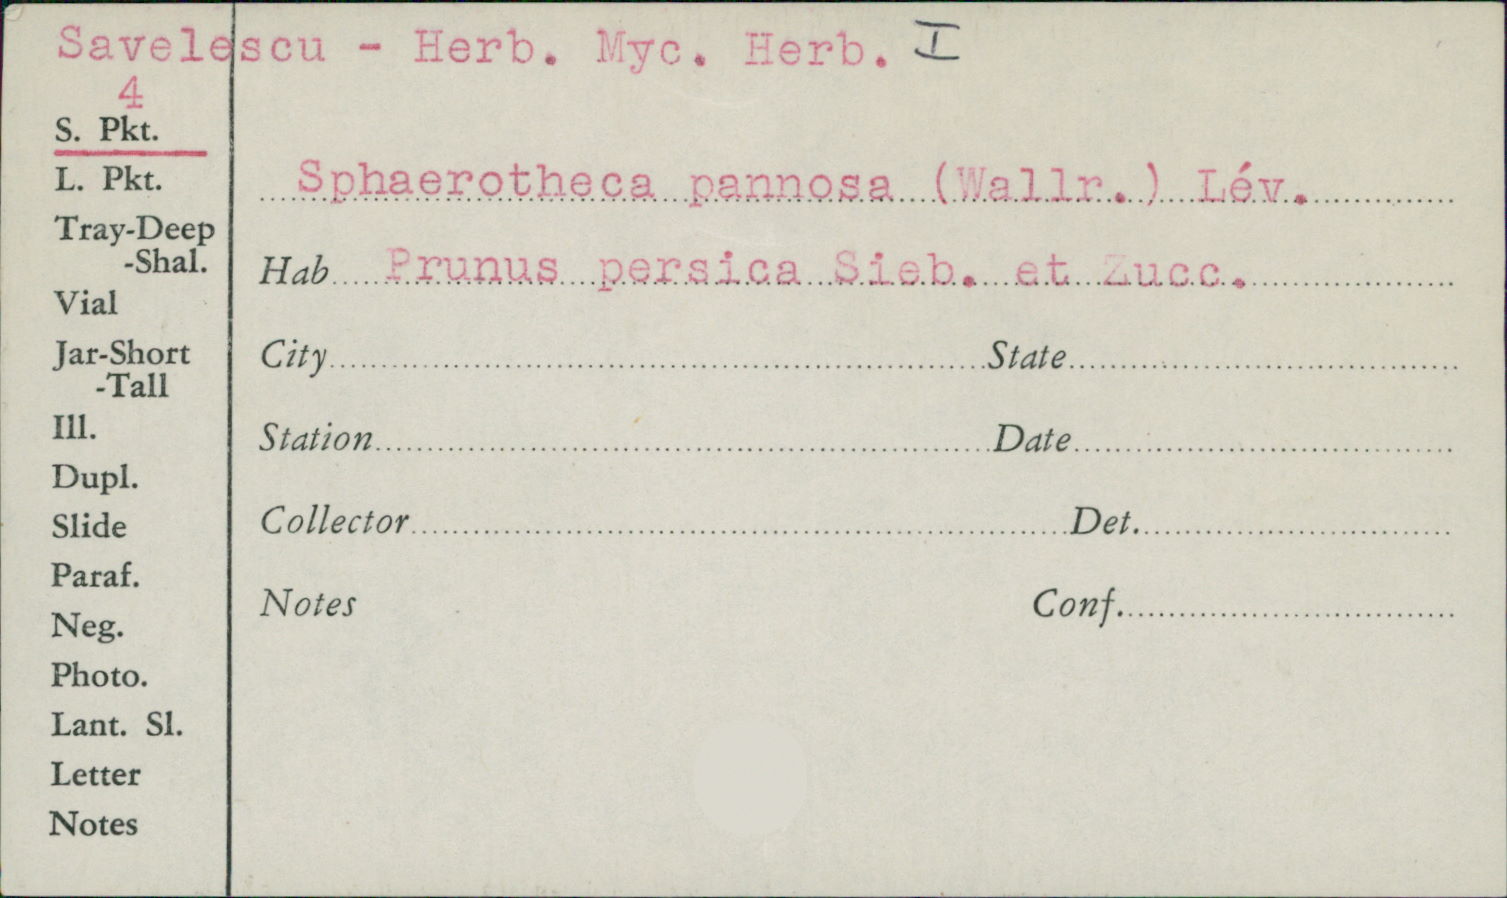 Savelescu - Herb. Myc. Herb. I
4
S. Pkt.
L. Pkt.
Tray-Deep
-Shal.
Vial
Jar-Short
-Tall
Ill.
Dupl.
Slide
Paraf.
Neg.
Photo.
Lant. Sl.
Letter
Notes
Sphaerotheca pannosa (Wallr.) Lév.
Hab Prunus persica Sieb. et Zucc.
City State
Station Date
Collector Det.
Notes Conf.